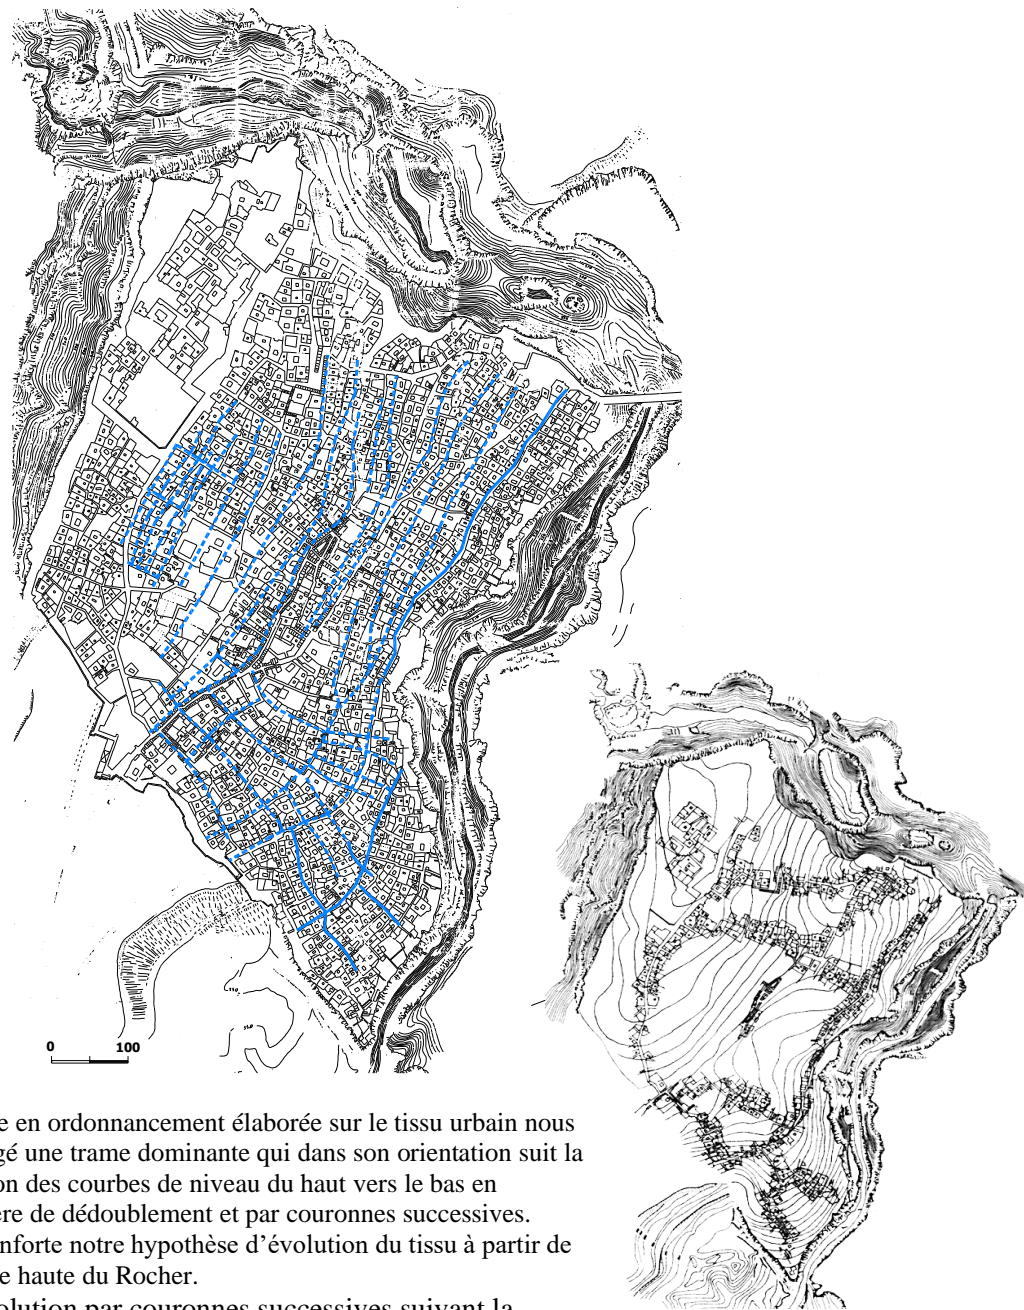 0 100
e en ordonnancement élaborée sur le tissu urbain nous
gé une trame dominante qui dans son orientation suit la
on des courbes de niveau du haut vers le bas en
ère de dédoublement et par couronnes successives.
nforte notre hypothèse d'évolution du tissu à partir de
e haute du Rocher.
olution par couronnes successives suivant la